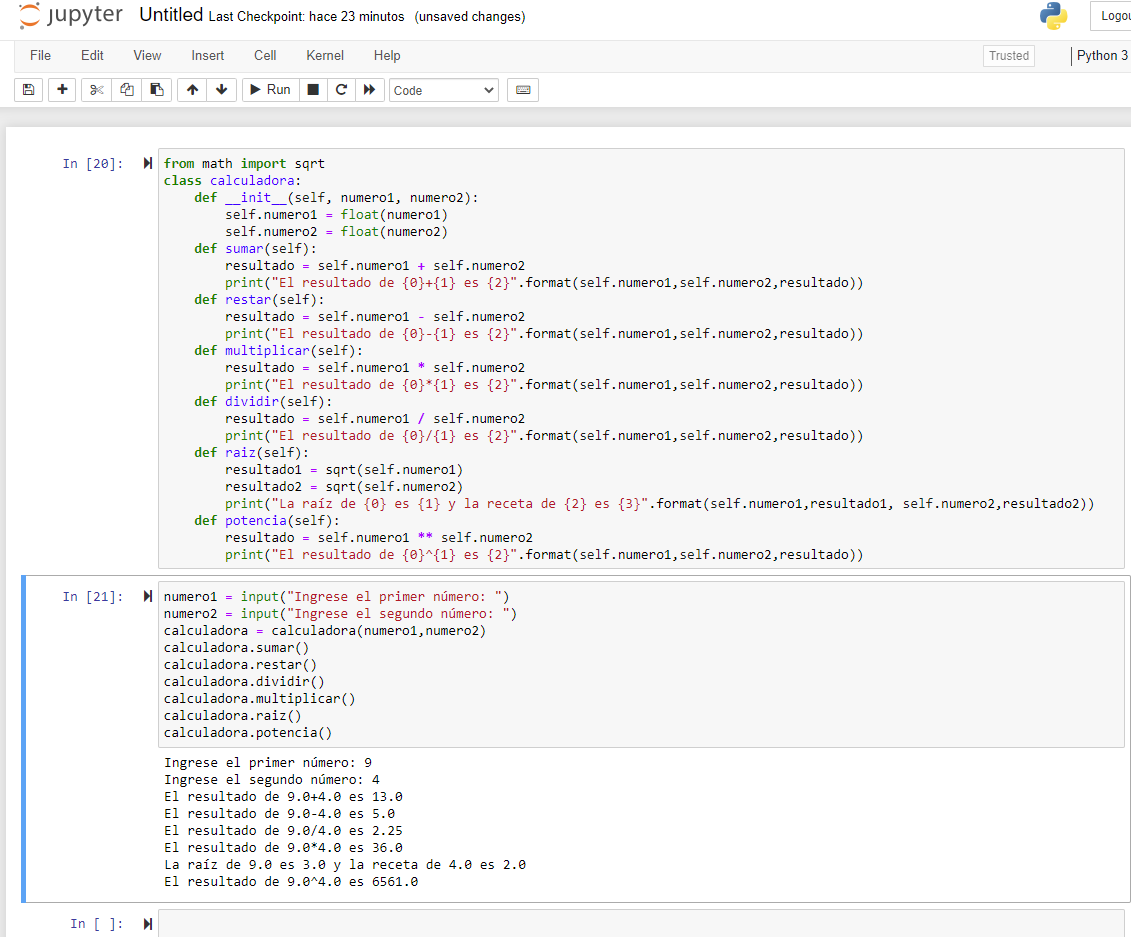 jupyter Untitled Last Checkpoint: hace 23 minutos (unsaved changes)
File Edit View Insert Cell Kernel Help Trusted Python 3
Run Code
In [20]: from math import sqrt
class calculadora:
    def __init__(self, numero1, numero2):
        self.numero1 = float(numero1)
        self.numero2 = float(numero2)
    def sumar(self):
        resultado = self.numero1 + self.numero2
        print("El resultado de {0}+{1} es {2}".format(self.numero1,self.numero2,resultado))
    def restar(self):
        resultado = self.numero1 - self.numero2
        print("El resultado de {0}-{1} es {2}".format(self.numero1,self.numero2,resultado))
    def multiplicar(self):
        resultado = self.numero1 * self.numero2
        print("El resultado de {0}*{1} es {2}".format(self.numero1,self.numero2,resultado))
    def dividir(self):
        resultado = self.numero1 / self.numero2
        print("El resultado de {0}/{1} es {2}".format(self.numero1,self.numero2,resultado))
    def raiz(self):
        resultado1 = sqrt(self.numero1)
        resultado2 = sqrt(self.numero2)
        print("La raíz de {0} es {1} y la receta de {2} es {3}".format(self.numero1,resultado1, self.numero2,resultado2))
    def potencia(self):
        resultado = self.numero1 ** self.numero2
        print("El resultado de {0}^{1} es {2}".format(self.numero1,self.numero2,resultado))
In [21]: numero1 = input("Ingrese el primer número: ")
numero2 = input("Ingrese el segundo número: ")
calculadora = calculadora(numero1,numero2)
calculadora.sumar()
calculadora.restar()
calculadora.dividir()
calculadora.multiplicar()
calculadora.raiz()
calculadora.potencia()
Ingrese el primer número: 9
Ingrese el segundo número: 4
El resultado de 9.0+4.0 es 13.0
El resultado de 9.0-4.0 es 5.0
El resultado de 9.0/4.0 es 2.25
El resultado de 9.0*4.0 es 36.0
La raíz de 9.0 es 3.0 y la receta de 4.0 es 2.0
El resultado de 9.0^4.0 es 6561.0
In [ ]: